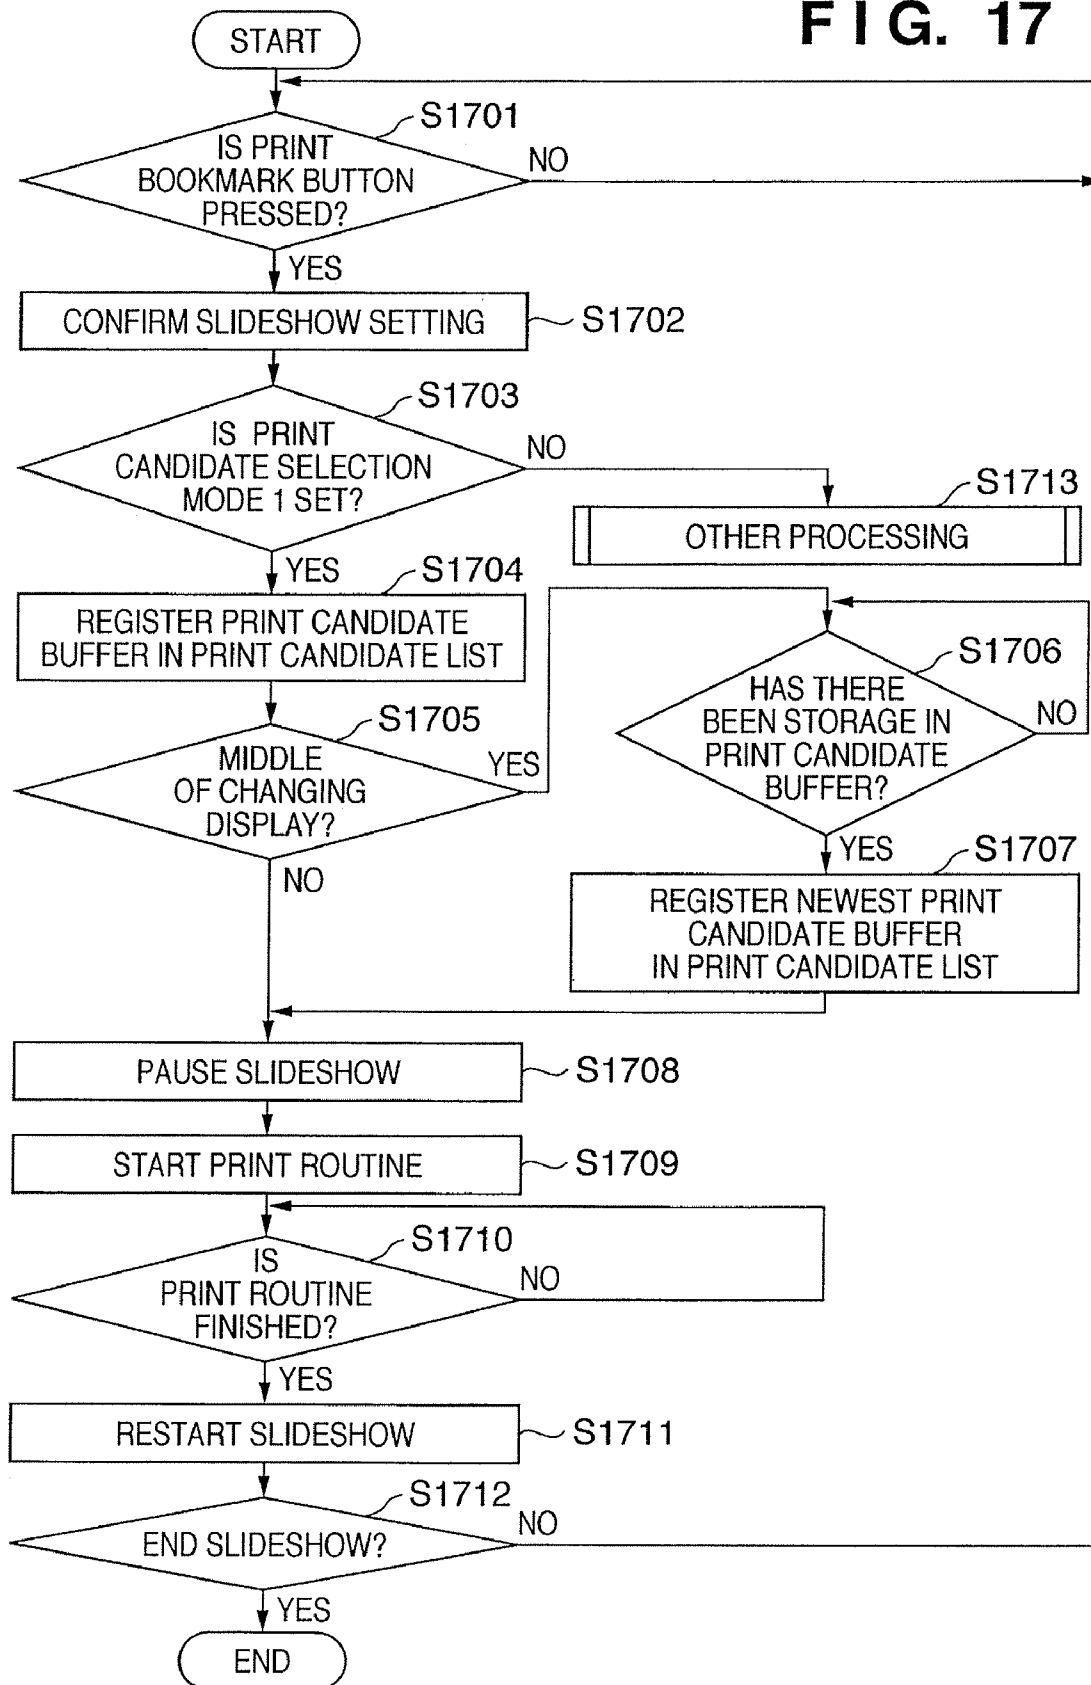 FIG. 17
START
S1701
IS PRINT
BOOKMARK BUTTON
PRESSED?
NO
YES
CONFIRM SLIDESHOW SETTING
S1702
S1703
IS PRINT
CANDIDATE SELECTION
MODE 1 SET?
NO
S1713
OTHER PROCESSING
YES
S1704
REGISTER PRINT CANDIDATE
BUFFER IN PRINT CANDIDATE LIST
S1705
MIDDLE
OF CHANGING
DISPLAY?
YES
NO
S1706
HAS THERE
BEEN STORAGE IN
PRINT CANDIDATE
BUFFER?
NO
YES
S1707
REGISTER NEWEST PRINT
CANDIDATE BUFFER
IN PRINT CANDIDATE LIST
PAUSE SLIDESHOW
S1708
START PRINT ROUTINE
S1709
S1710
IS
PRINT ROUTINE
FINISHED?
NO
YES
RESTART SLIDESHOW
S1711
S1712
END SLIDESHOW?
NO
YES
END